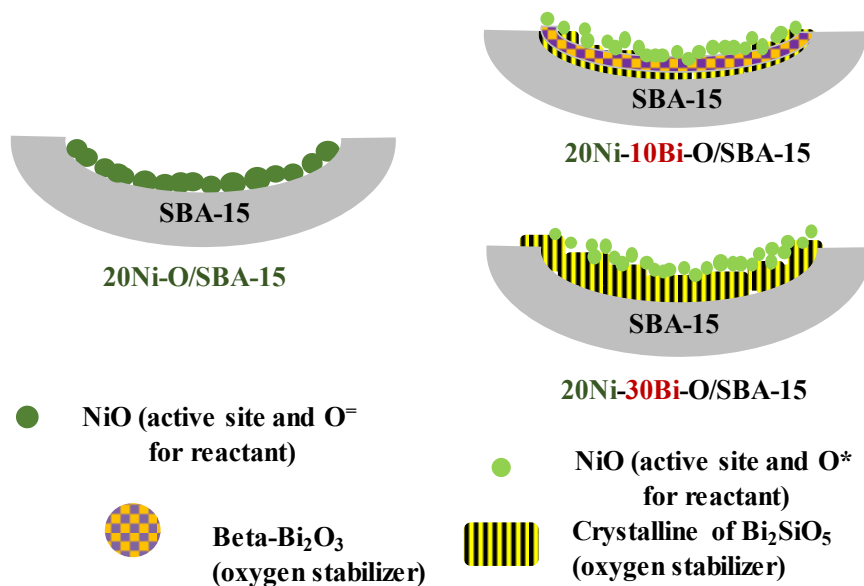 SBA-15
20Ni-O/SBA-15
SBA-15
20Ni-10Bi-O/SBA-15
SBA-15
20Ni-30Bi-O/SBA-15
NiO (active site and O⁼
for reactant)
Beta-Bi₂O₃
(oxygen stabilizer)
NiO (active site and O*
for reactant)
Crystalline of Bi₂SiO₅
(oxygen stabilizer)